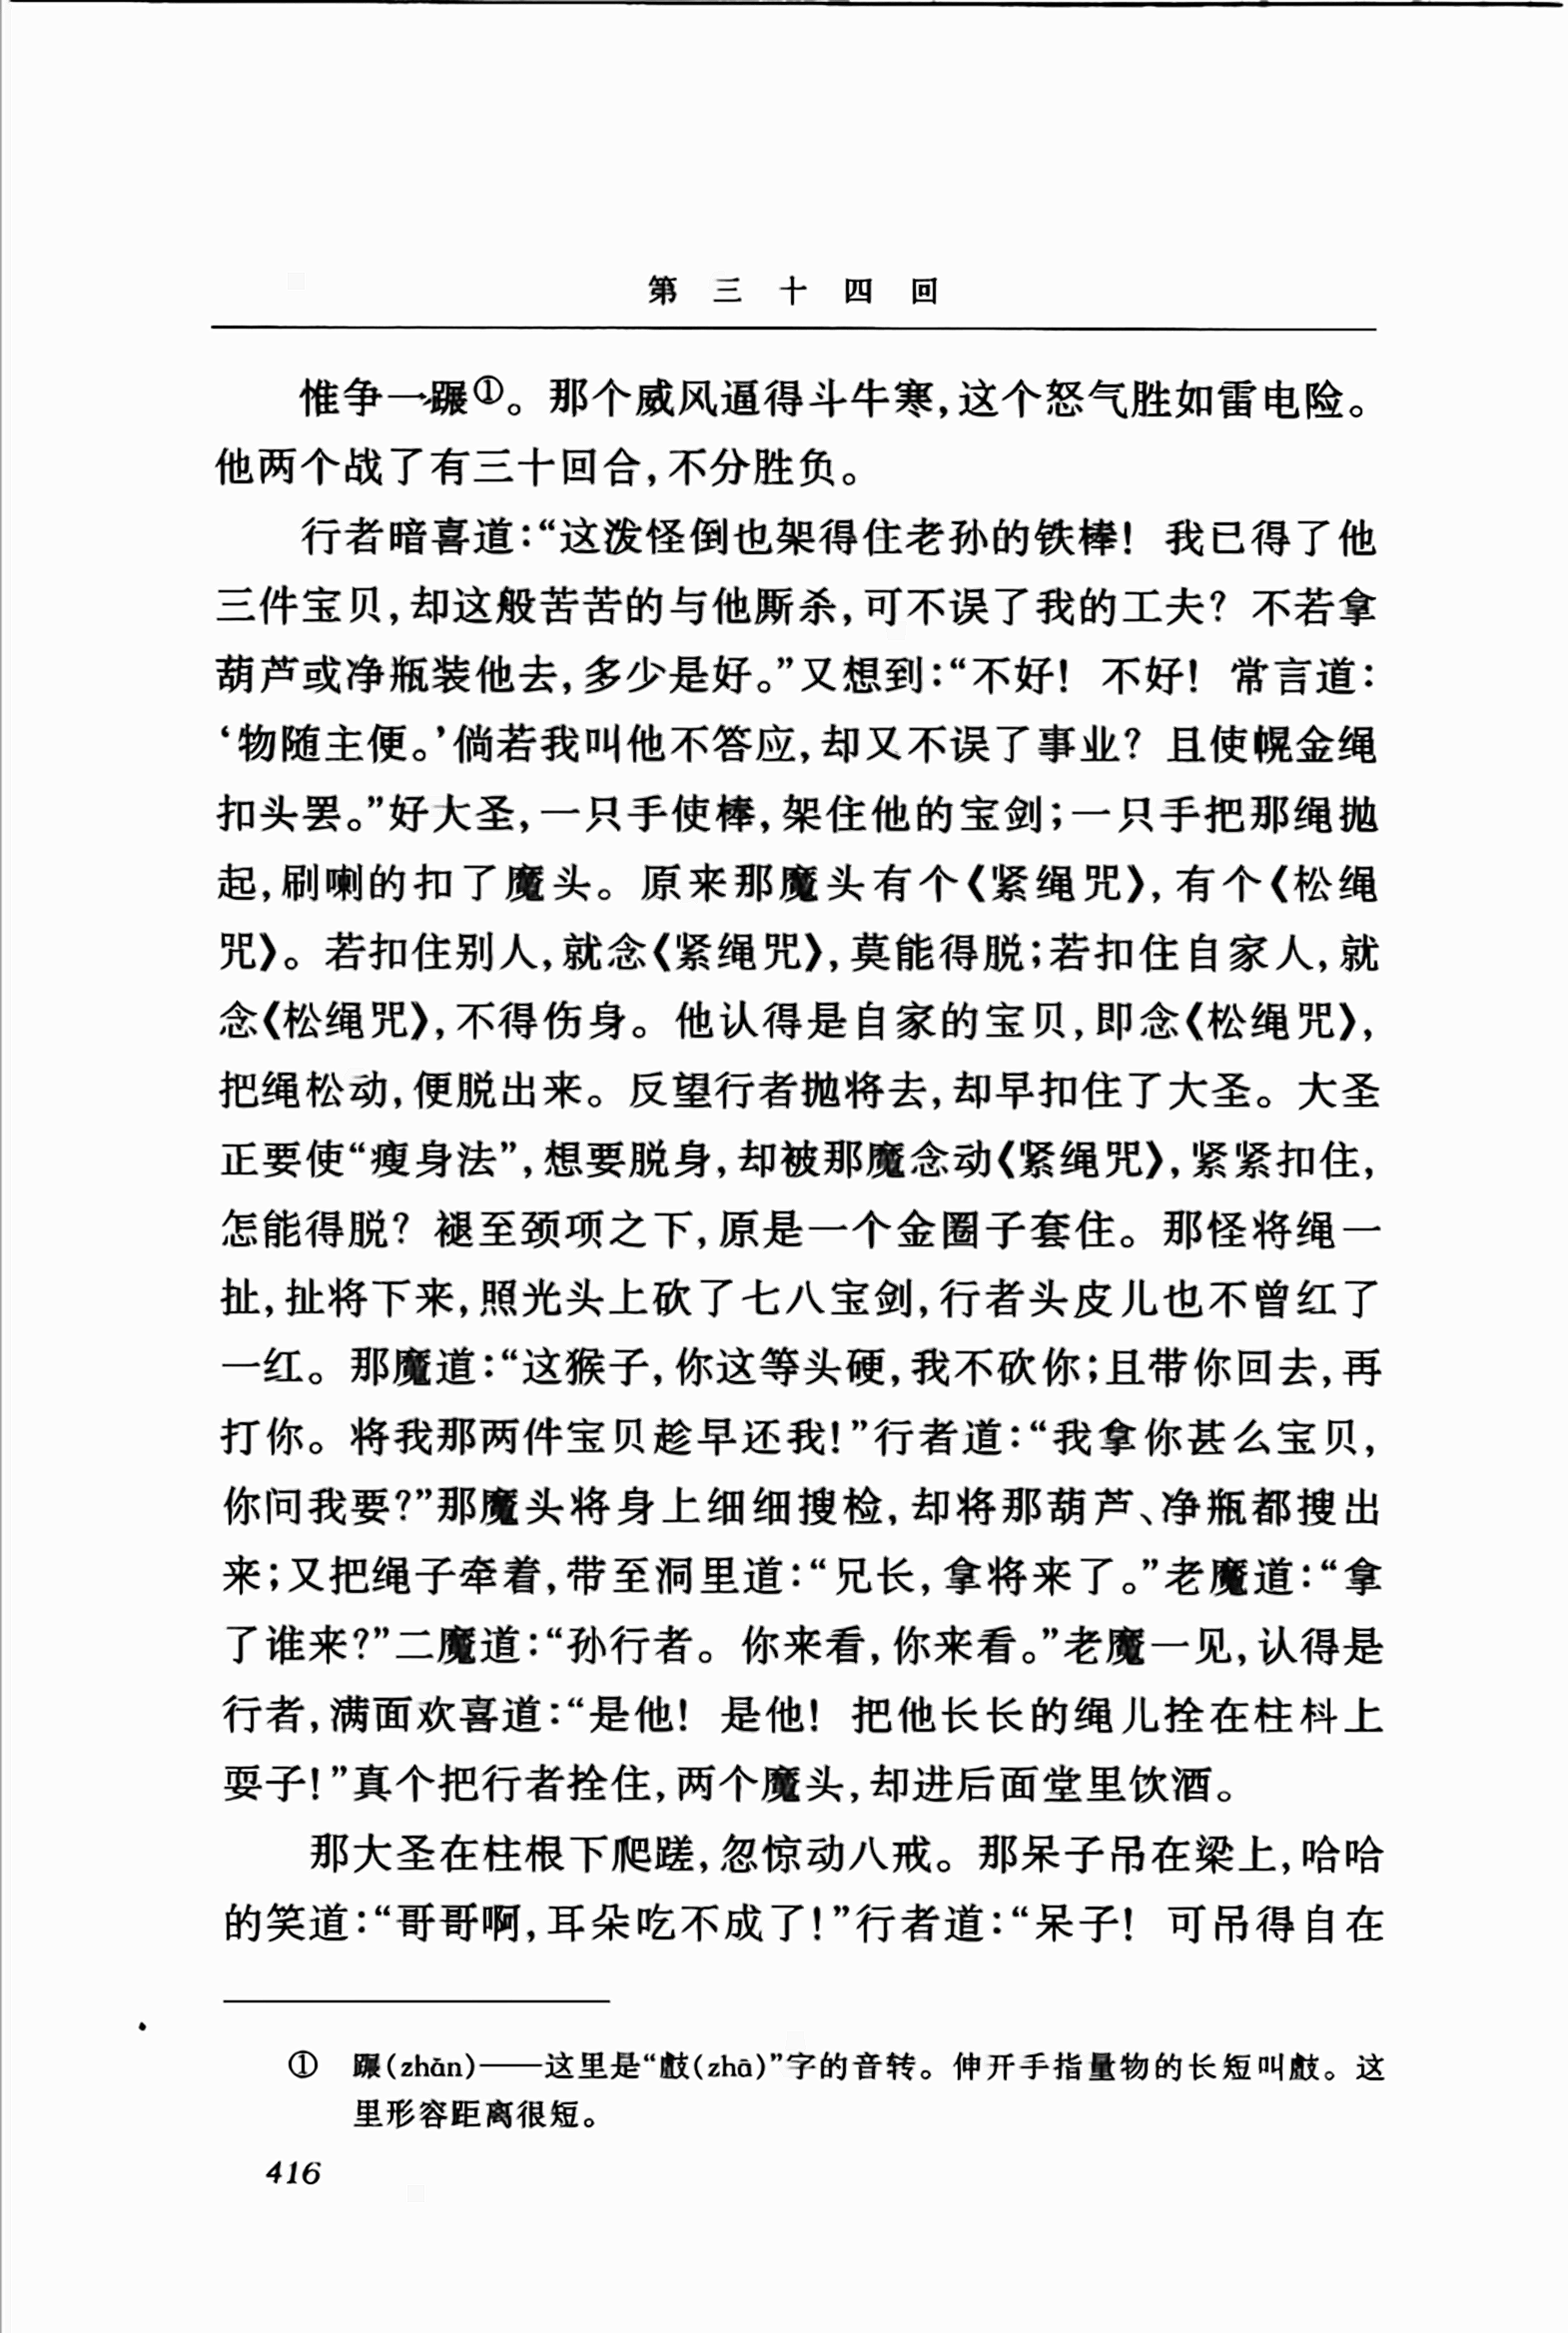 第三十四回
惟争一蹍①。那个威风逼得斗牛寒,这个怒气胜如雷电险。
他两个战了有三十回合,不分胜负。
行者暗喜道:“这泼怪倒也架得住老孙的铁棒!我已得了他
三件宝贝,却这般苦苦的与他厮杀,可不误了我的工夫?不若拿
葫芦或净瓶装他去,多少是好。”又想到:“不好!不好!常言道:
‘物随主便。’倘若我叫他不答应,却又不误了事业?且使幌金绳
扣头罢。”好大圣,一只手使棒,架住他的宝剑;一只手把那绳抛
起,刷喇的扣了魔头。原来那魔头有个《紧绳咒》,有个《松绳
咒》。若扣住别人,就念《紧绳咒》,莫能得脱;若扣住自家人,就
念《松绳咒》,不得伤身。他认得是自家的宝贝,即念《松绳咒》,
把绳松动,便脱出来。反望行者抛将去,却早扣住了大圣。大圣
正要使“瘦身法”,想要脱身,却被那魔念动《紧绳咒》,紧紧扣住,
怎能得脱?褪至颈项之下,原是一个金圈子套住。那怪将绳一
扯,扯将下来,照光头上砍了七八宝剑,行者头皮儿也不曾红了
一红。那魔道:“这猴子,你这等头硬,我不砍你;且带你回去,再
打你。将我那两件宝贝趁早还我!”行者道:“我拿你甚么宝贝,
你问我要?”那魔头将身上细细搜检,却将那葫芦、净瓶都搜出
来;又把绳子牵着,带至洞里道:“兄长,拿将来了。”老魔道:“拿
了谁来?”二魔道:“孙行者。你来看,你来看。”老魔一见,认得是
行者,满面欢喜道:“是他!是他!把他长长的绳儿拴在柱枓上
耍子!”真个把行者拴住,两个魔头,却进后面堂里饮酒。
那大圣在柱根下爬蹉,忽惊动八戒。那呆子吊在梁上,哈哈
的笑道:“哥哥啊,耳朵吃不成了!”行者道:“呆子!可吊得自在
① 蹍(zhǎn)——这里是“㪥(zhā)”字的音转。伸开手指量物的长短叫㪥。这
里形容距离很短。
416